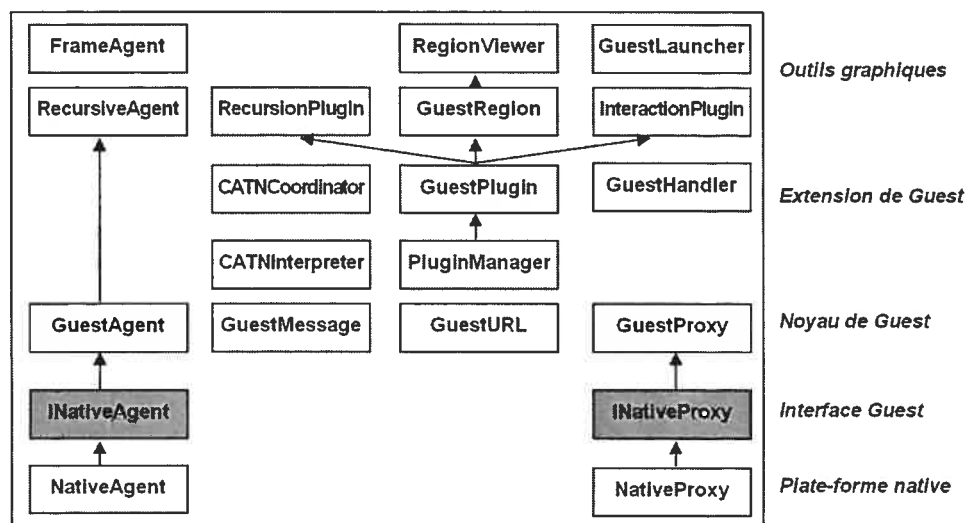 FrameAgent RegionViewer GuestLauncher
Outils graphiques
RecursiveAgent RecursionPlugin GuestRegion InteractionPlugin
CATNCoordinator GuestPlugin GuestHandler
Extension de Guest
CATNInterpreter PluginManager
GuestAgent GuestMessage GuestURL GuestProxy
Noyau de Guest
INativeAgent INativeProxy
Interface Guest
NativeAgent NativeProxy
Plate-forme native